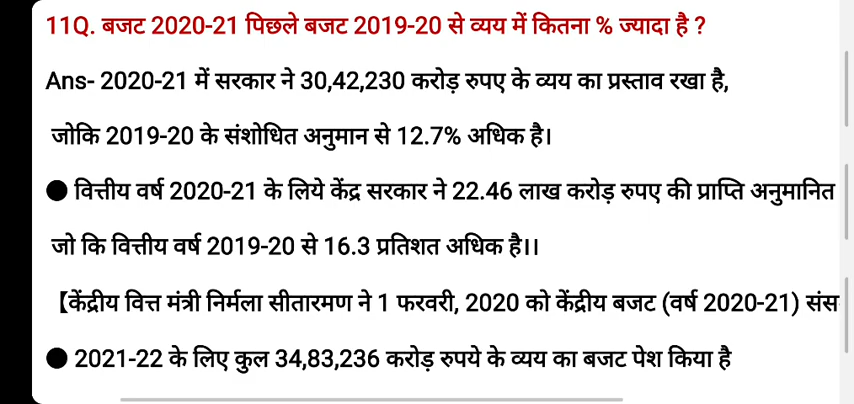 11Q. बजट 2020-21 पिछले बजट 2019-20 से व्यय में कितना % ज्यादा है ?
Ans- 2020-21 में सरकार ने 30,42,230 करोड़ रुपए के व्यय का प्रस्ताव रखा है,
जोकि 2019-20 के संशोधित अनुमान से 12.7% अधिक है।
● वित्तीय वर्ष 2020-21 के लिये केंद्र सरकार ने 22.46 लाख करोड़ रुपए की प्राप्ति अनुमानित
जो कि वित्तीय वर्ष 2019-20 से 16.3 प्रतिशत अधिक है।।
【केंद्रीय वित्त मंत्री निर्मला सीतारमण ने 1 फरवरी, 2020 को केंद्रीय बजट (वर्ष 2020-21) संस
● 2021-22 के लिए कुल 34,83,236 करोड़ रुपये के व्यय का बजट पेश किया है